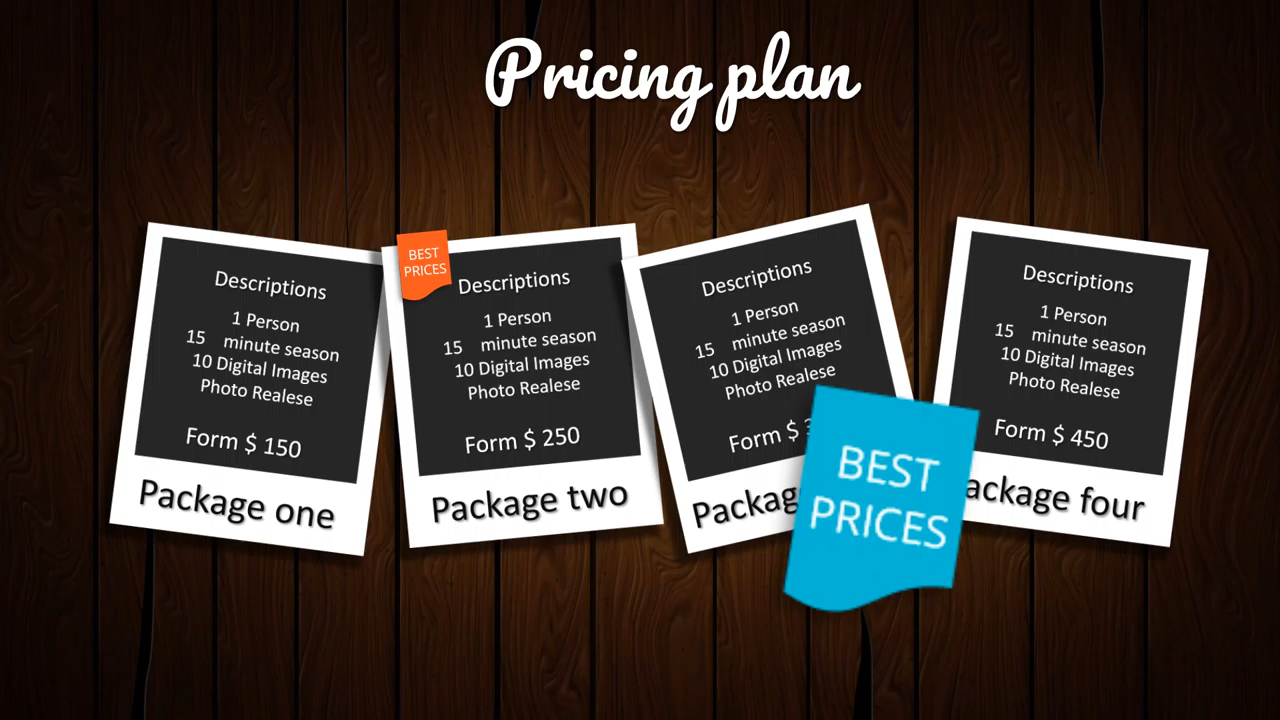 Pricing plan
Descriptions
1 Person
15 minute season
10 Digital Images
Photo Realese
Form $ 150
Package one
BEST
PRICES
Descriptions
1 Person
15 minute season
10 Digital Images
Photo Realese
Form $ 250
Package two
Descriptions
1 Person
15 minute season
10 Digital Images
Photo Realese
Form $
BEST
PRICES
Descriptions
1 Person
15 minute season
10 Digital Images
Photo Realese
Form $ 450
four